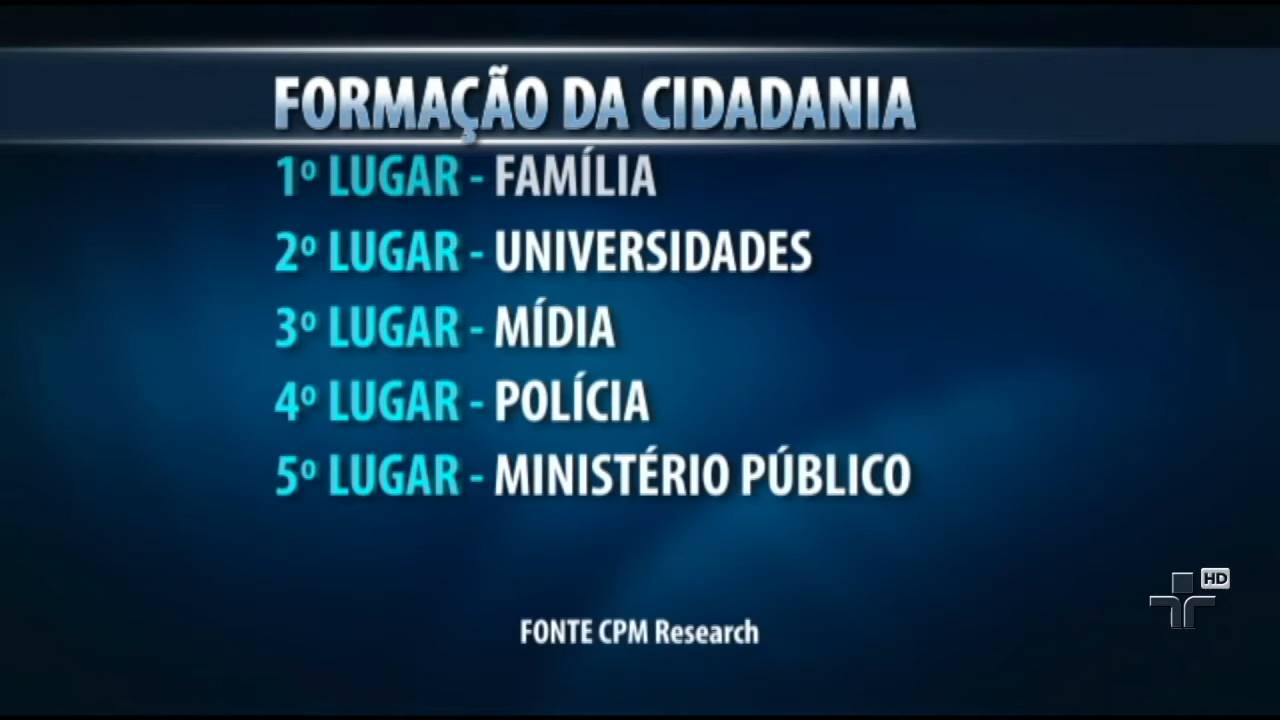 FORMAÇÃO DA CIDADANIA
1º LUGAR - FAMÍLIA
2º LUGAR - UNIVERSIDADES
3º LUGAR - MÍDIA
4º LUGAR - POLÍCIA
5º LUGAR - MINISTÉRIO PÚBLICO
HD
FONTE CPM Research